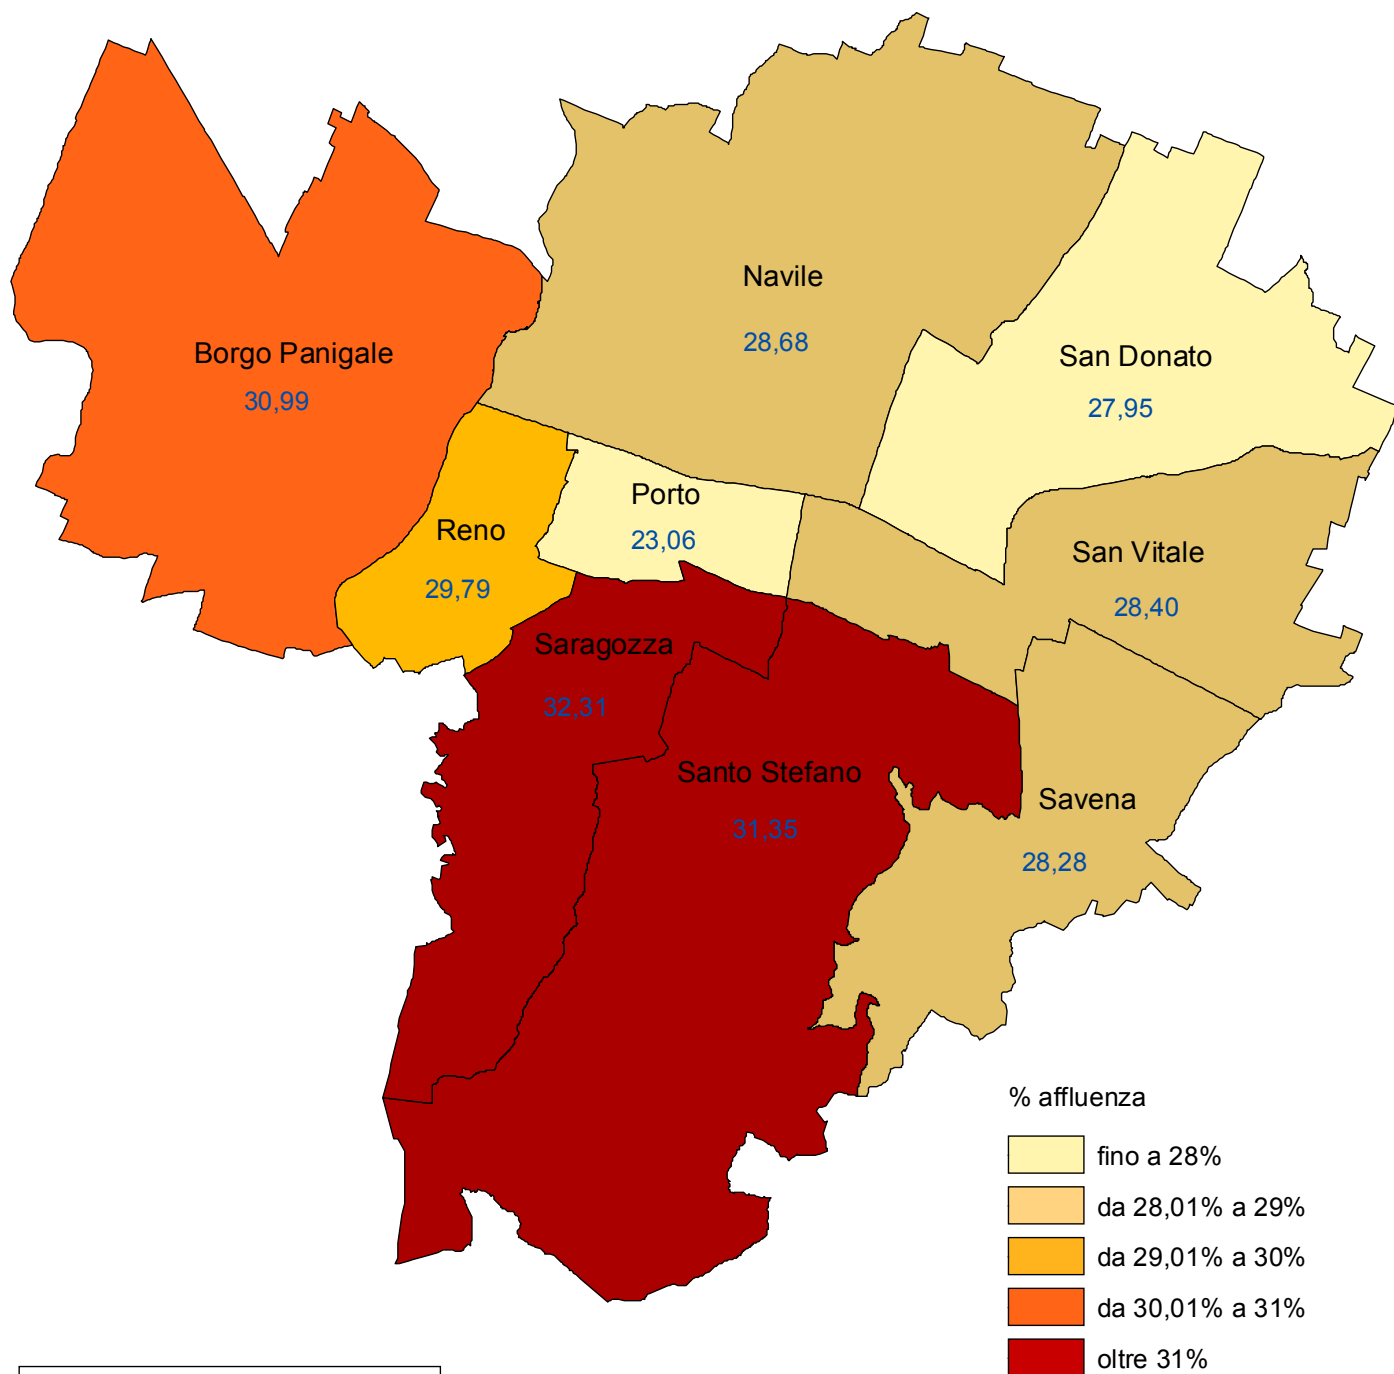 Navile
28,68
Borgo Panigale
30,99
San Donato
27,95
Porto
23,06
Reno
29,79
San Vitale
28,40
Saragozza
32,31
Santo Stefano
31,35
Savena
28,28
% affluenza
fino a 28%
da 28,01% a 29%
da 29,01% a 30%
da 30,01% a 31%
oltre 31%